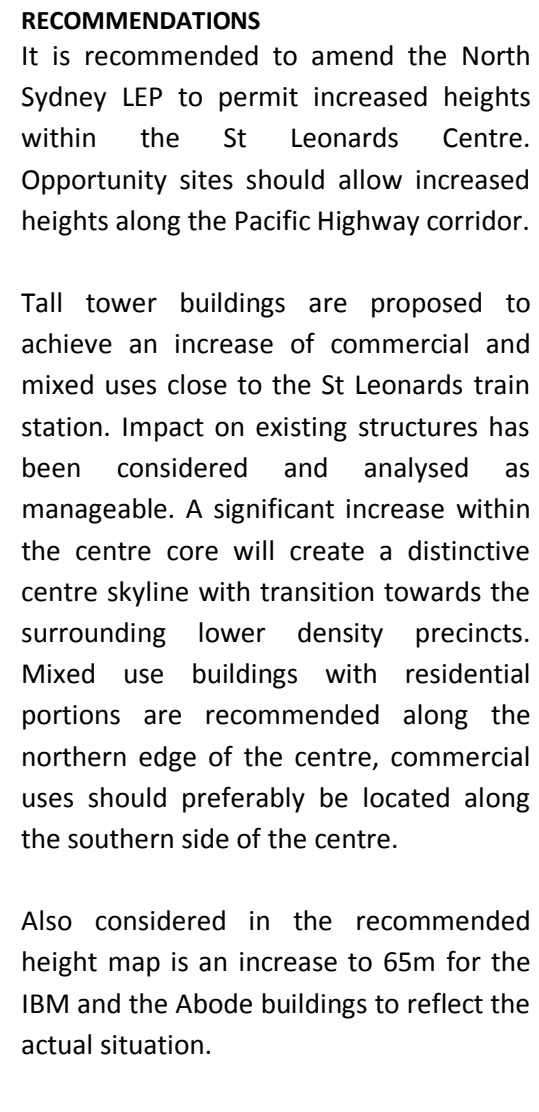 RECOMMENDATIONS
It is recommended to amend the North
Sydney LEP to permit increased heights
within the St Leonards Centre.
Opportunity sites should allow increased
heights along the Pacific Highway corridor.
Tall tower buildings are proposed to
achieve an increase of commercial and
mixed uses close to the St Leonards train
station. Impact on existing structures has
been considered and analysed as
manageable. A significant increase within
the centre core will create a distinctive
centre skyline with transition towards the
surrounding lower density precincts.
Mixed use buildings with residential
portions are recommended along the
northern edge of the centre, commercial
uses should preferably be located along
the southern side of the centre.
Also considered in the recommended
height map is an increase to 65m for the
IBM and the Abode buildings to reflect the
actual situation.